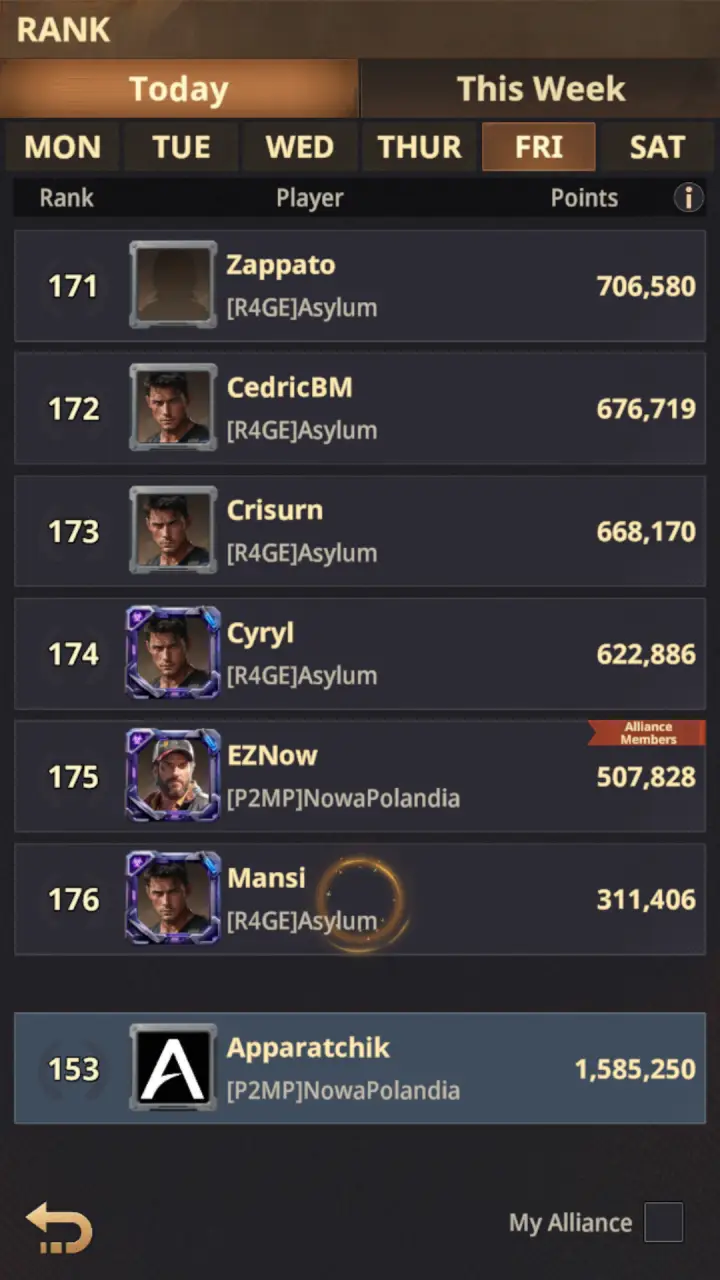 RANK
Today
This Week
MON
TUE
WED
THUR
FRI
SAT
Rank
Player
Points
171
Zappato
[R4GE]Asylum
706,580
172
CedricBM
[R4GE]Asylum
676,719
173
Crisurn
[R4GE]Asylum
668,170
174
Cyryl
[R4GE]Asylum
622,886
Alliance
Members
175
EZNow
[P2MP]NowaPolandia
507,828
176
Mansi
[R4GE]Asylum
311,406
153
Apparatchik
[P2MP]NowaPolandia
1,585,250
My Alliance